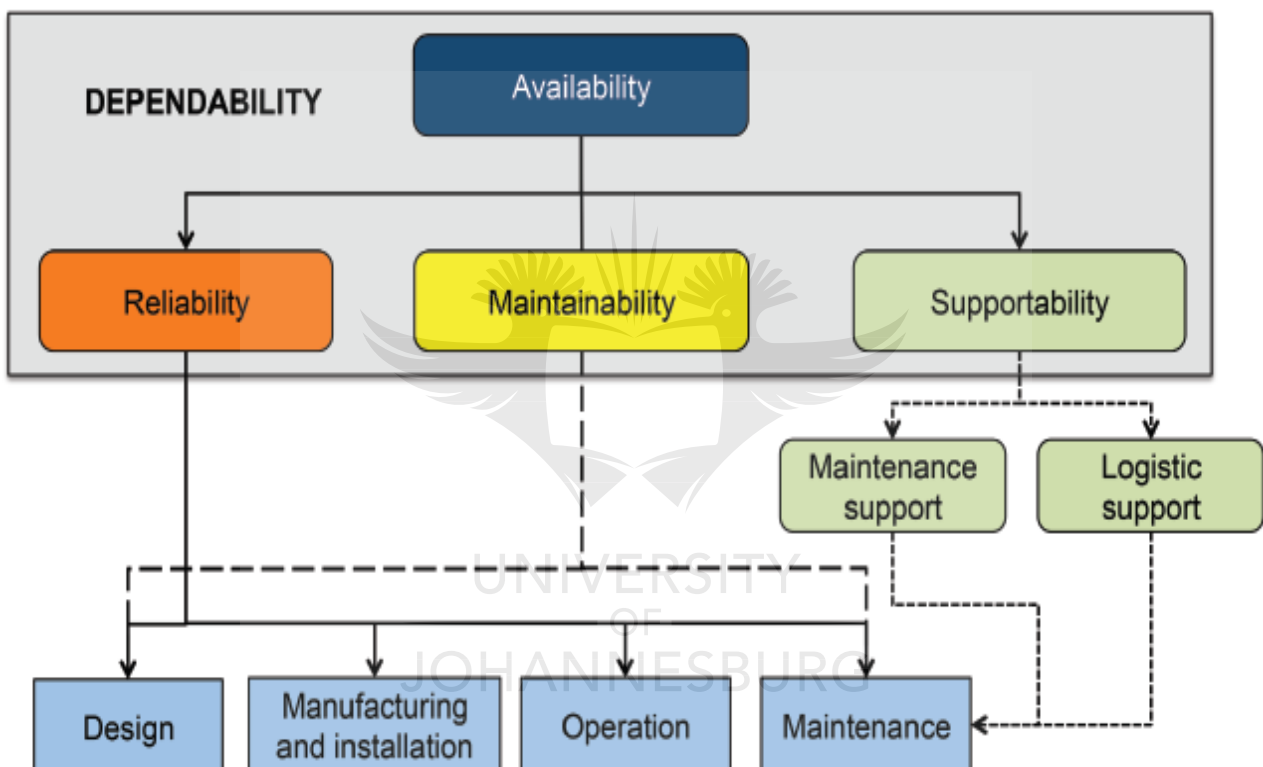 DEPENDABILITY
Availability
Reliability
Maintainability
Supportability
Maintenance
support
Logistic
support
UNIVERSITY
OF
JOHANNESBURG
Design
Manufacturing
and installation
Operation
Maintenance